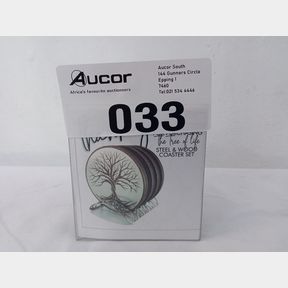 Aucor
Africa's favourite auctioneers
Aucor South
144 Gunners Circle
Epping 1
7460
Tel:021 534 4446
033
the tree of life
STEEL & WOOD
COASTER SET